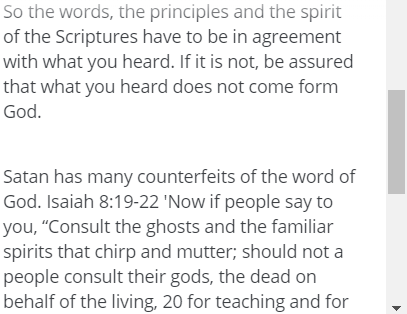 So the words, the principles and the spirit
of the Scriptures have to be in agreement
with what you heard. If it is not, be assured
that what you heard does not come form
God.
Satan has many counterfeits of the word of
God. Isaiah 8:19-22 'Now if people say to
you, “Consult the ghosts and the familiar
spirits that chirp and mutter; should not a
people consult their gods, the dead on
behalf of the living, 20 for teaching and for